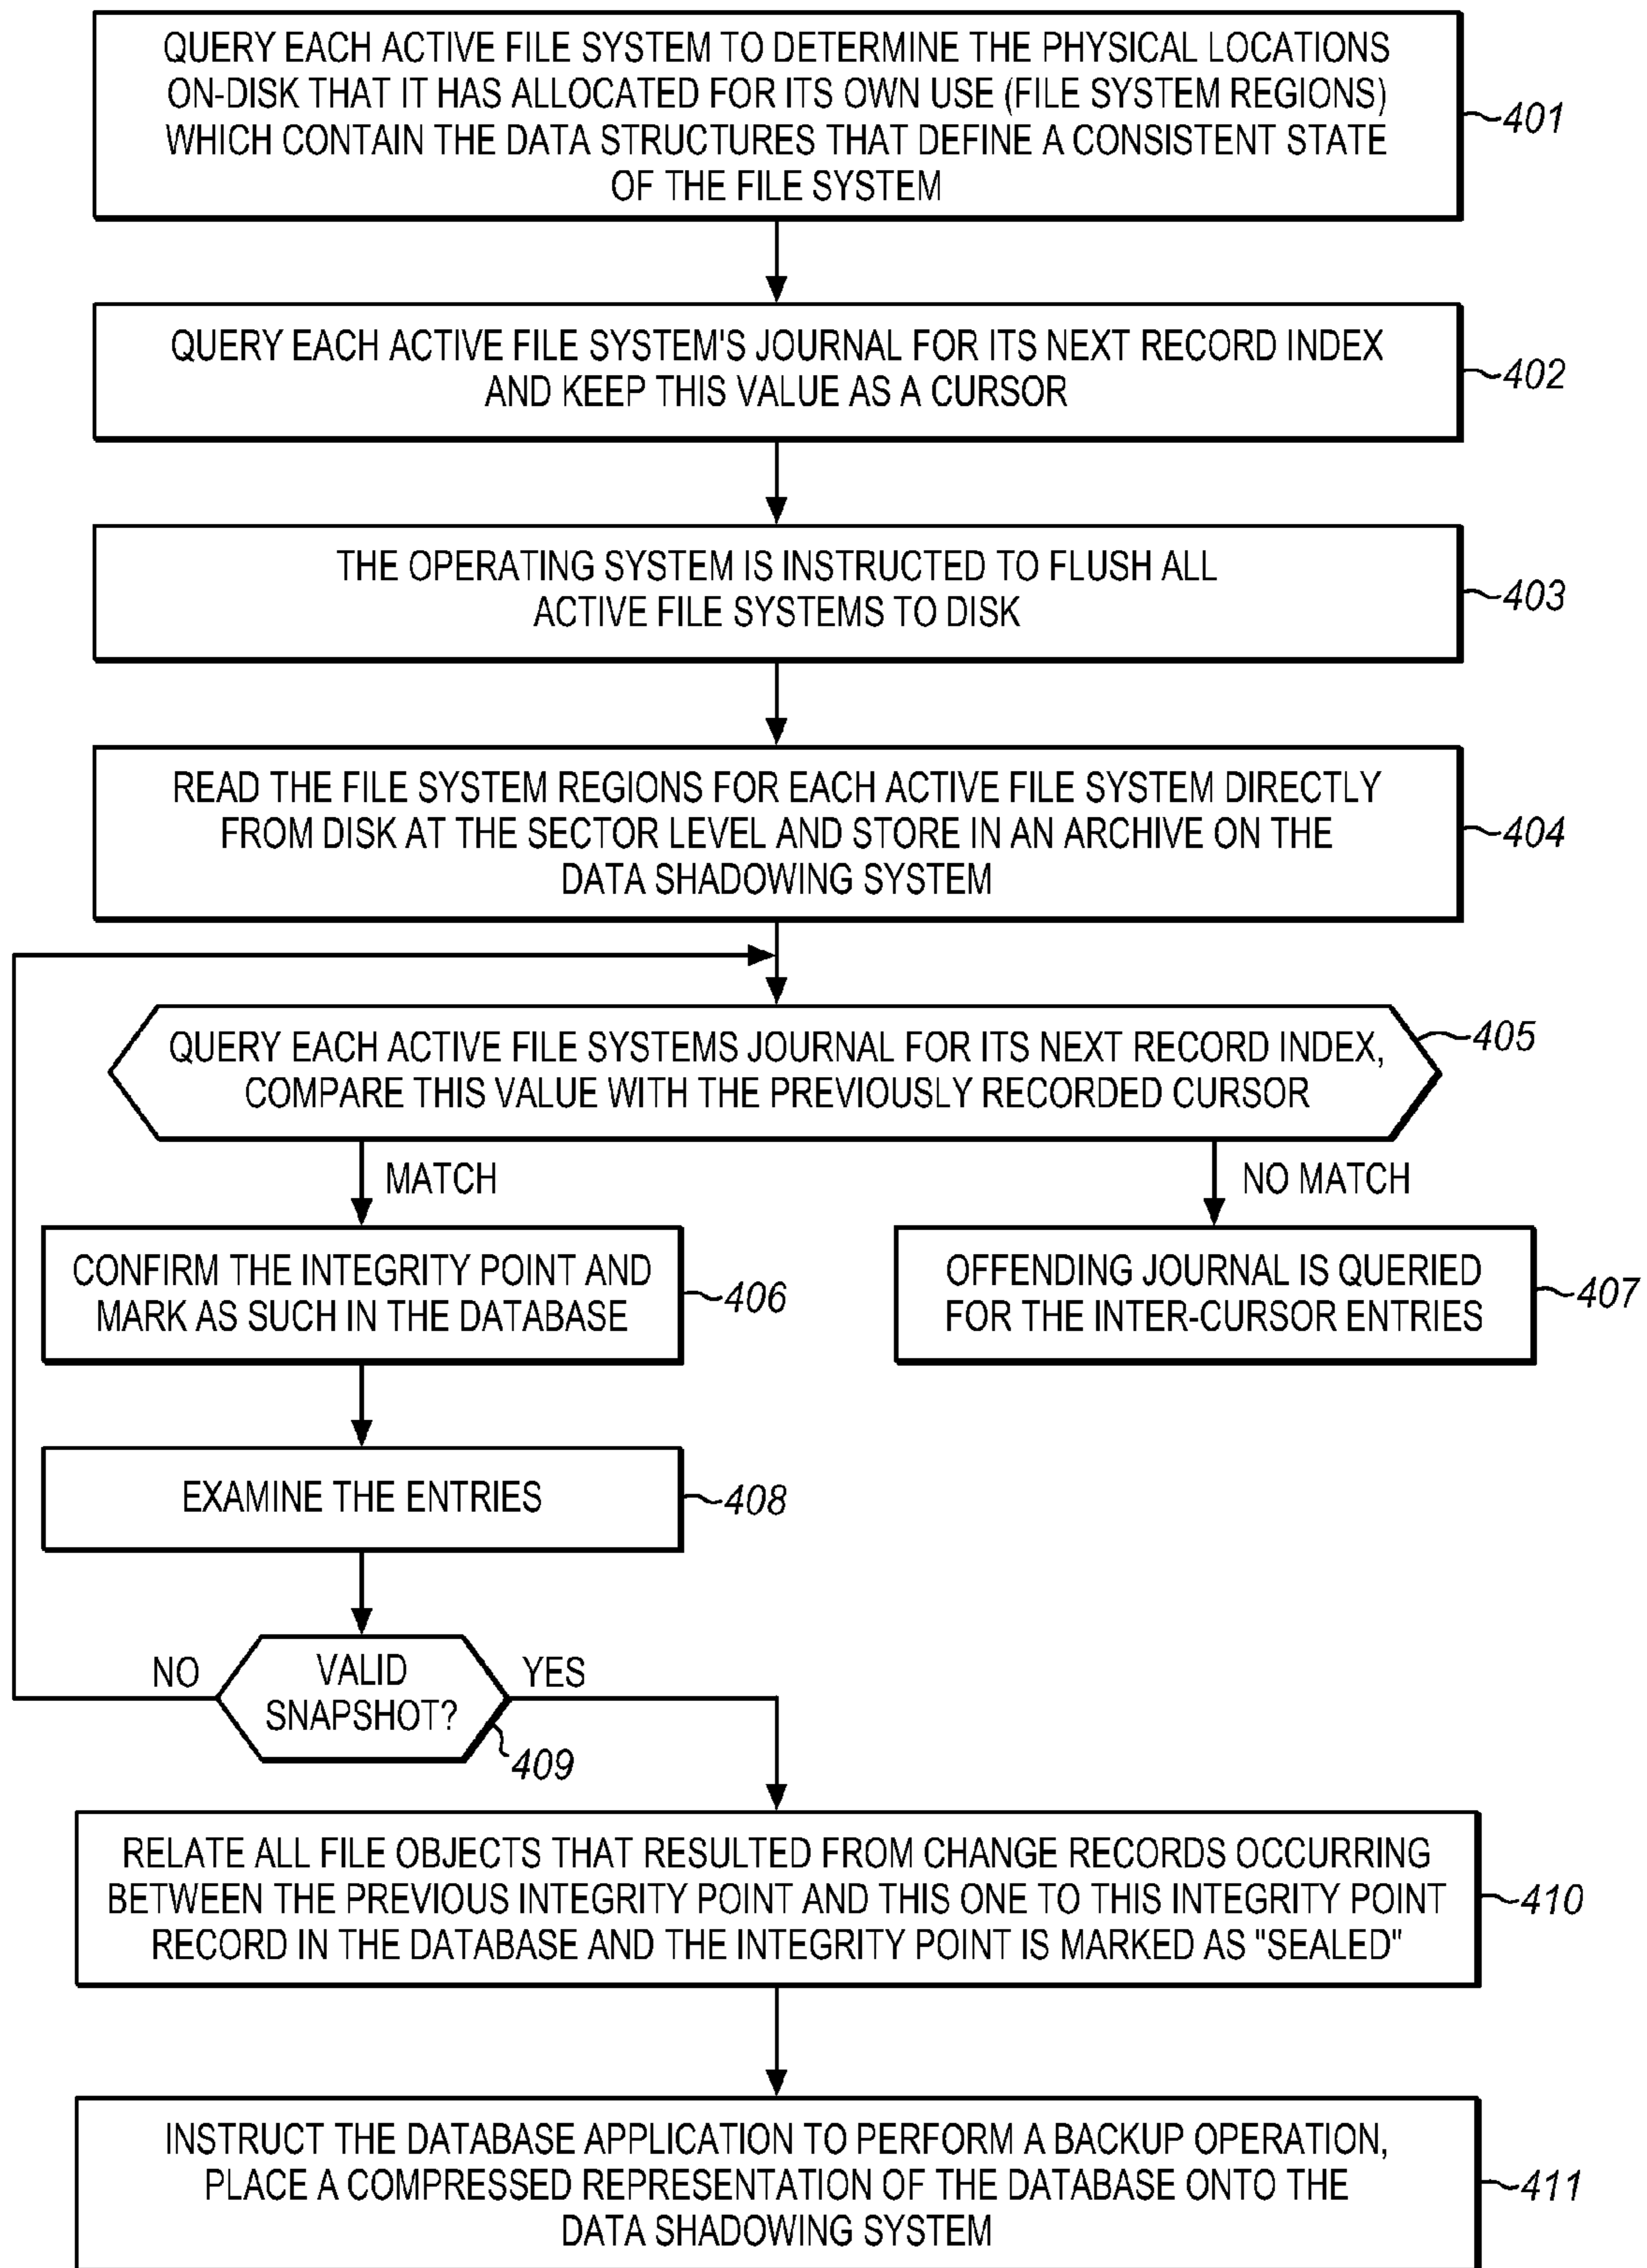 QUERY EACH ACTIVE FILE SYSTEM TO DETERMINE THE PHYSICAL LOCATIONS
ON-DISK THAT IT HAS ALLOCATED FOR ITS OWN USE (FILE SYSTEM REGIONS)
WHICH CONTAIN THE DATA STRUCTURES THAT DEFINE A CONSISTENT STATE
OF THE FILE SYSTEM
401
QUERY EACH ACTIVE FILE SYSTEM'S JOURNAL FOR ITS NEXT RECORD INDEX
AND KEEP THIS VALUE AS A CURSOR
402
THE OPERATING SYSTEM IS INSTRUCTED TO FLUSH ALL
ACTIVE FILE SYSTEMS TO DISK
403
READ THE FILE SYSTEM REGIONS FOR EACH ACTIVE FILE SYSTEM DIRECTLY
FROM DISK AT THE SECTOR LEVEL AND STORE IN AN ARCHIVE ON THE
DATA SHADOWING SYSTEM
404
QUERY EACH ACTIVE FILE SYSTEMS JOURNAL FOR ITS NEXT RECORD INDEX,
COMPARE THIS VALUE WITH THE PREVIOUSLY RECORDED CURSOR
405
MATCH
NO MATCH
CONFIRM THE INTEGRITY POINT AND
MARK AS SUCH IN THE DATABASE
406
OFFENDING JOURNAL IS QUERIED
FOR THE INTER-CURSOR ENTRIES
407
EXAMINE THE ENTRIES
408
NO
VALID
SNAPSHOT?
YES
409
RELATE ALL FILE OBJECTS THAT RESULTED FROM CHANGE RECORDS OCCURRING
BETWEEN THE PREVIOUS INTEGRITY POINT AND THIS ONE TO THIS INTEGRITY POINT
RECORD IN THE DATABASE AND THE INTEGRITY POINT IS MARKED AS "SEALED"
410
INSTRUCT THE DATABASE APPLICATION TO PERFORM A BACKUP OPERATION,
PLACE A COMPRESSED REPRESENTATION OF THE DATABASE ONTO THE
DATA SHADOWING SYSTEM
411